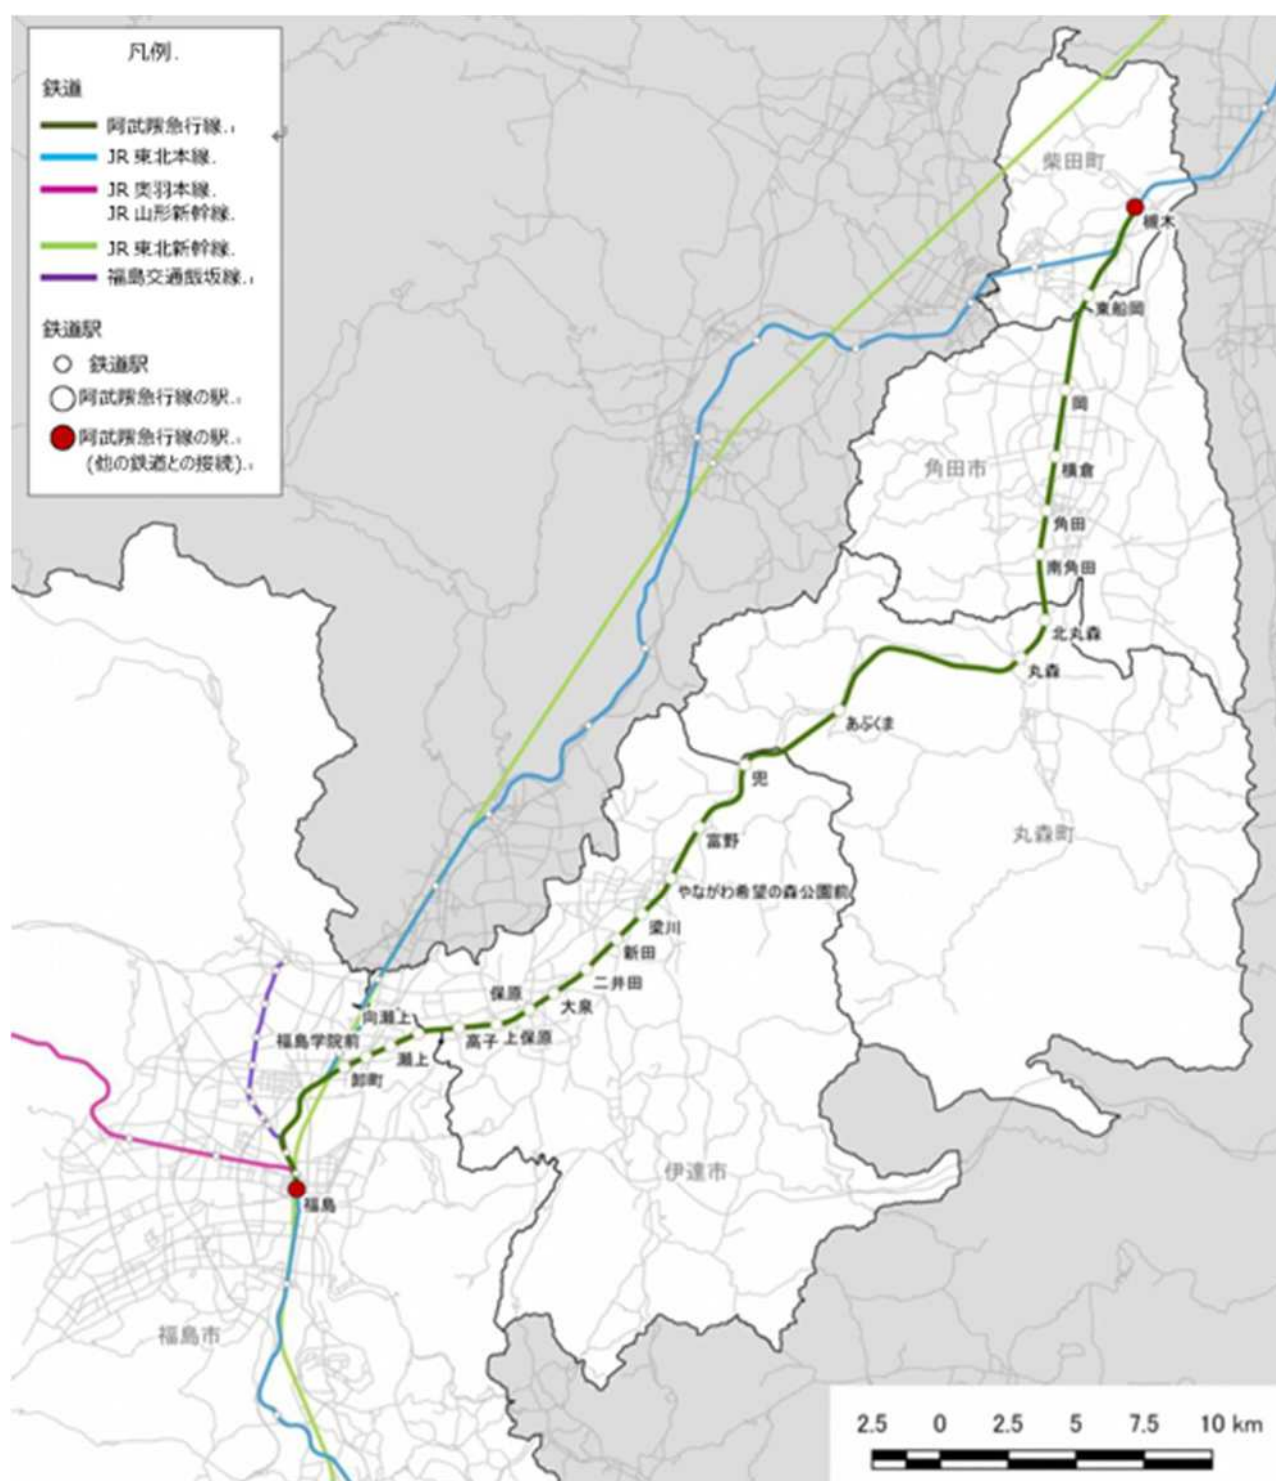 凡例.
鉄道
阿武隈急行線.
JR 東北本線.
JR 奥羽本線.
JR 山形新幹線.
JR 東北新幹線.
福島交通飯坂線.
鉄道駅
鉄道駅
阿武隈急行線の駅.
阿武隈急行線の駅.
(他の鉄道との接続).
柴田町
槻木
東船岡
岡
角田市
横倉
角田
南角田
北丸森
丸森
あぶくま
兜
丸森町
富野
やながわ希望の森公園前
梁川
新田
二井田
保原
大泉
向瀬上
福島学院前
高子
上保原
瀬上
卸町
伊達市
福島
福島市
2.5 0 2.5 5 7.5 10 km